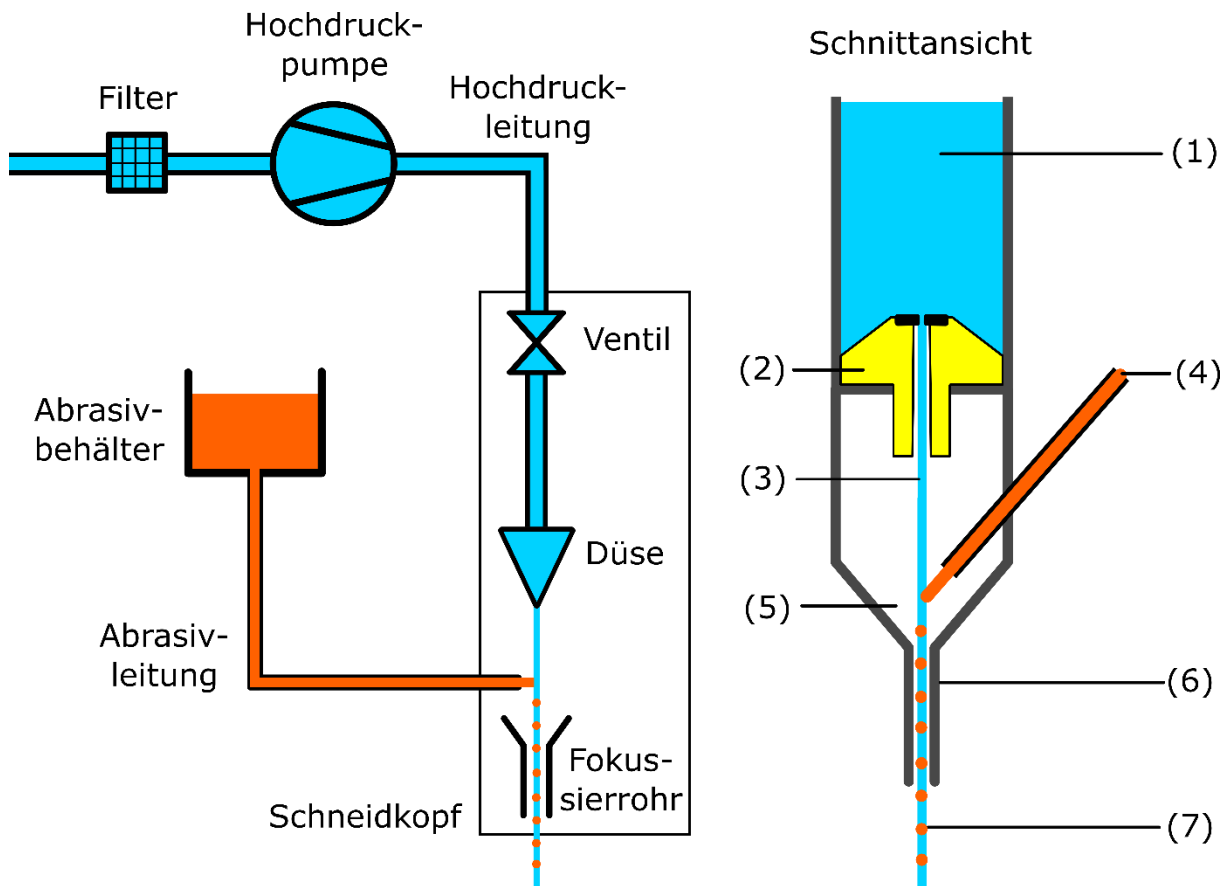 Hochdruck-
pumpe
Filter
Hochdruck-
leitung
Ventil
Abrasiv-
behälter
Düse
Abrasiv-
leitung
Fokus-
sierrohr
Schneidkopf
Schnittansicht
(1)
(2)
(4)
(3)
(5)
(6)
(7)